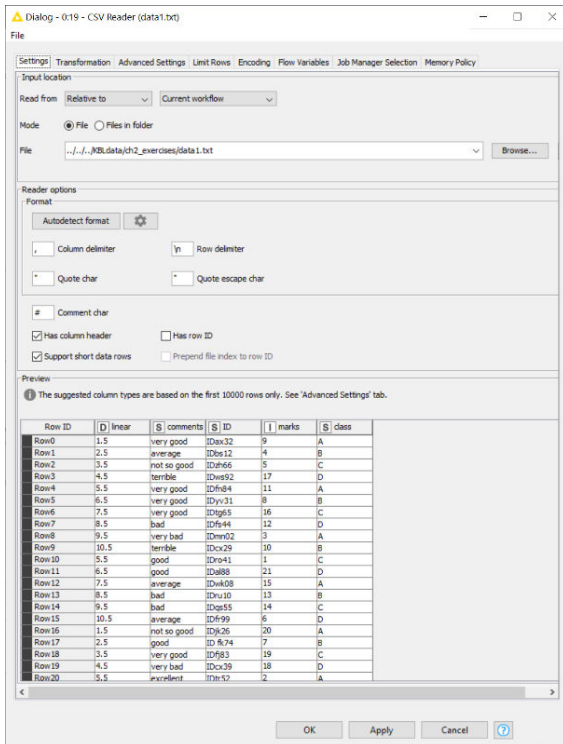 Dialog - 0:19 - CSV Reader (data1.txt)
File
Settings Transformation Advanced Settings Limit Rows Encoding Flow Variables Job Manager Selection Memory Policy
Input location
Read from Relative to Current workflow
Mode File Files in folder
File ../../../KBLdata/ch2_exercises/data1.txt Browse...
Reader options
Format
Autodetect format
, Column delimiter \n Row delimiter
" Quote char " Quote escape char
# Comment char
Has column header Has row ID
Support short data rows Prepend file index to row ID
Preview
The suggested column types are based on the first 10000 rows only. See 'Advanced Settings' tab.
Row ID D linear S comments S ID I marks S class
Row0 1.5 very good IDax32 9 A
Row1 2.5 average IDbs12 4 B
Row2 3.5 not so good IDzh66 5 C
Row3 4.5 terrible IDws92 17 D
Row4 5.5 very good IDfn84 11 A
Row5 6.5 very good IDyv31 8 B
Row6 7.5 very good IDtg65 16 C
Row7 8.5 bad IDfs44 12 D
Row8 9.5 very bad IDmn02 3 A
Row9 10.5 terrible IDcx29 10 B
Row10 5.5 good IDro41 1 C
Row11 6.5 good IDal88 21 D
Row12 7.5 average IDwk08 15 A
Row13 8.5 bad IDru10 13 B
Row14 9.5 bad IDqs55 14 C
Row15 10.5 average IDfr99 6 D
Row16 1.5 not so good IDjk26 20 A
Row17 2.5 good ID fk74 7 B
Row18 3.5 very good IDfj83 19 C
Row19 4.5 very bad IDcx39 18 D
Row20 5.5 excellent IDtr52 2 A
OK Apply Cancel ?